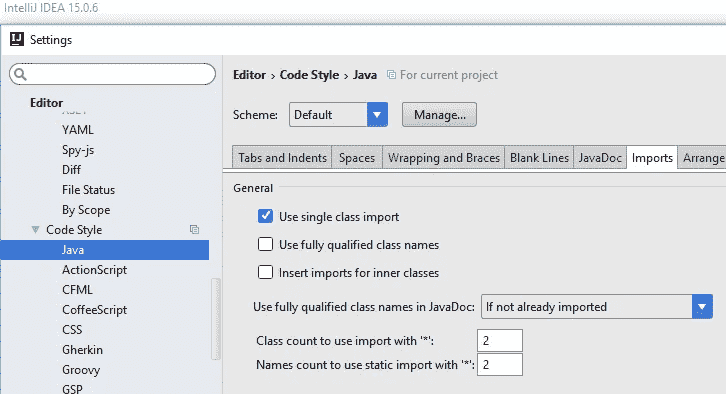 IntelliJ IDEA 15.0.6
IJ Settings
Editor › Code Style › Java For current project
Editor
YAML
Scheme: Default Manage...
Spy-js
Diff
Tabs and Indents Spaces Wrapping and Braces Blank Lines JavaDoc Imports Arrange
File Status
General
By Scope
Use single class import
Code Style
Java
Use fully qualified class names
ActionScript
Insert imports for inner classes
CFML
CoffeeScript
Use fully qualified class names in JavaDoc: If not already imported
CSS
Class count to use import with '*': 2
Gherkin
Names count to use static import with '*': 2
Groovy
GSP